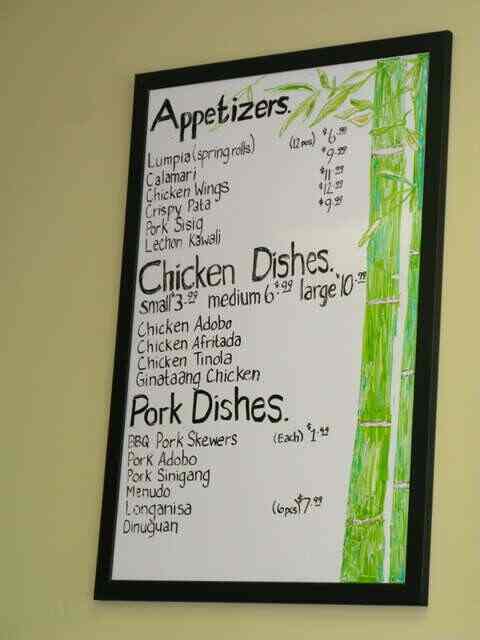 Appetizers.
Lumpia (spring rolls) (12 pcs) $6.99
Calamari $9.99
Chicken Wings $11.99
Crispy Pata $12.99
Pork Sisig $9.99
Lechon Kawali
Chicken Dishes.
small $3.99 medium 6.$99 large $10.99
Chicken Adobo
Chicken Afritada
Chicken Tinola
Ginataang Chicken
Pork Dishes.
BBQ Pork Skewers (Each) $1.99
Pork Adobo
Pork Sinigang
Menudo
Longanisa (6 pcs) $7.99
Dinuguan